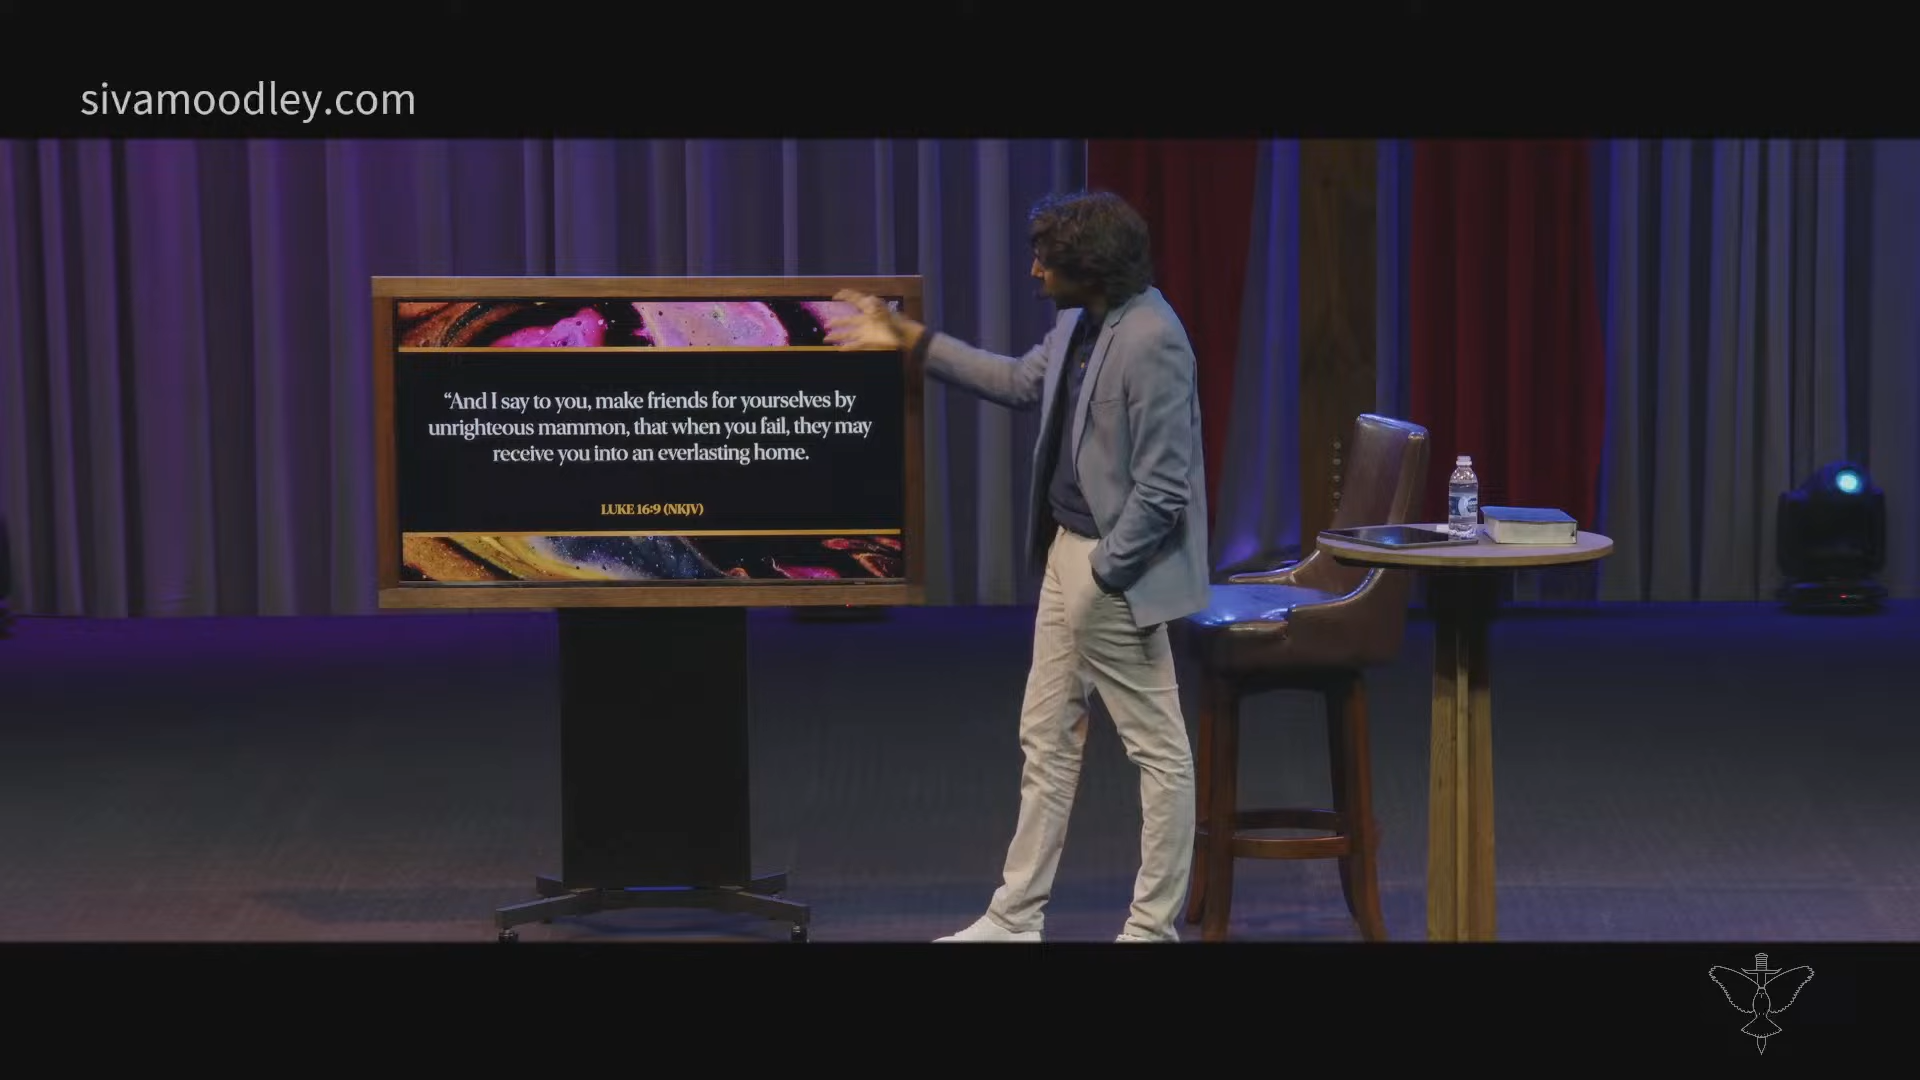 sivamoodley.com
“And I say to you, make friends for yourselves by
unrighteous mammon, that when you fail, they may
receive you into an everlasting home.
LUKE 16:9 (NKJV)